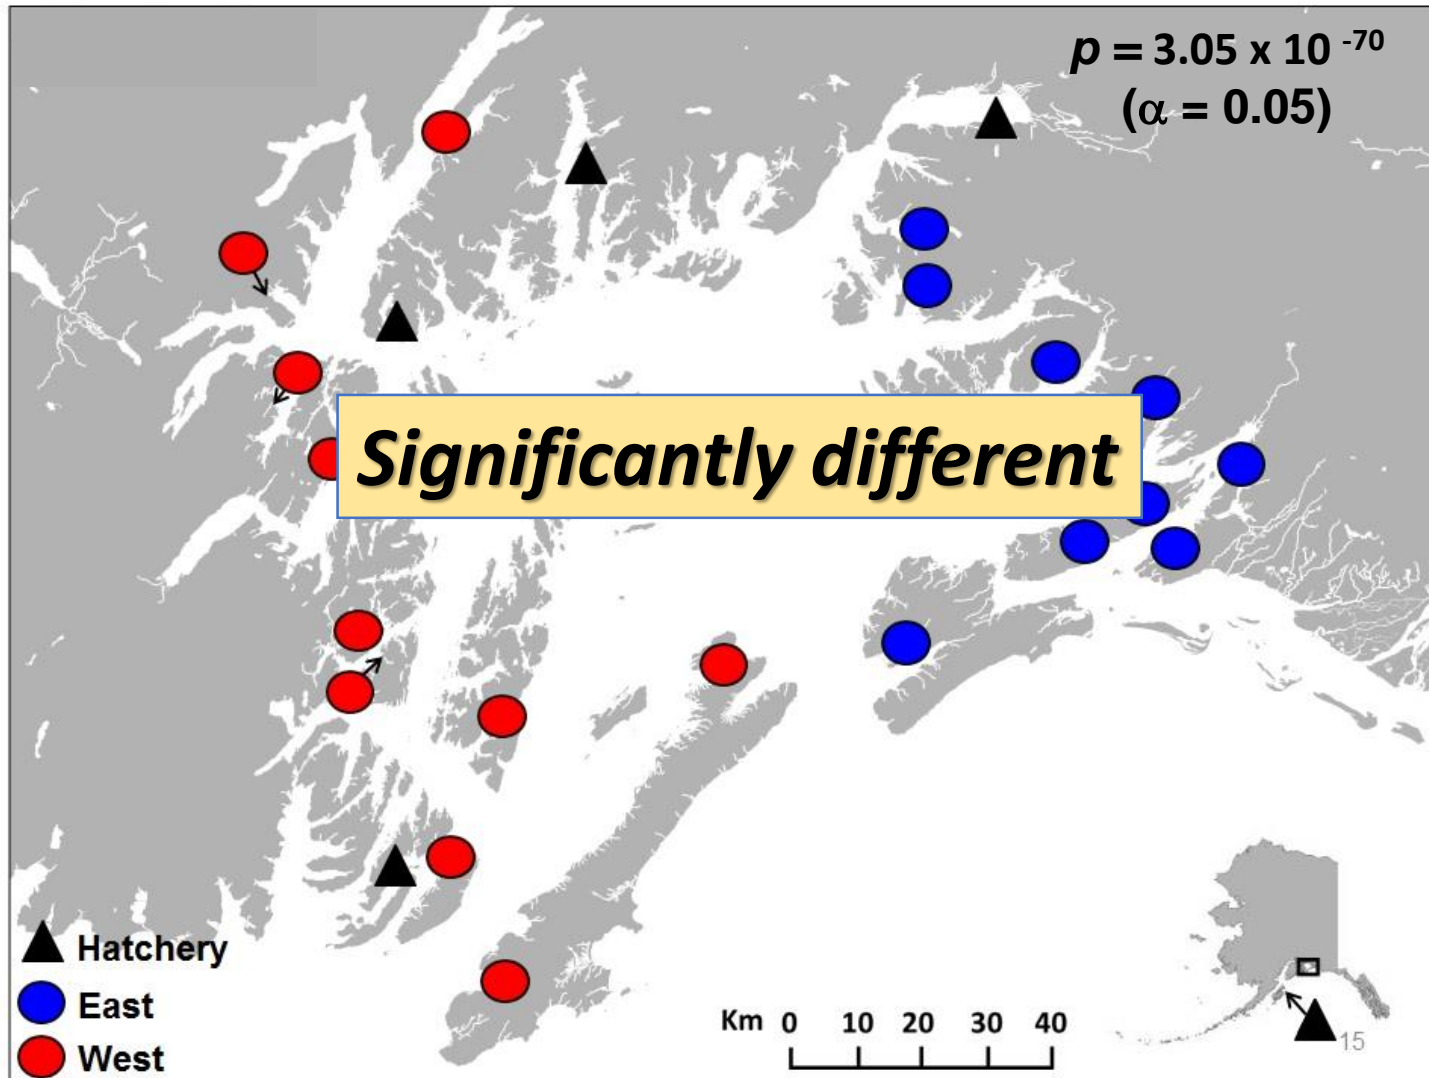 p = 3.05 x 10 -70
(α = 0.05)
Significantly different
Hatchery
East
West
Km 0 10 20 30 40
15